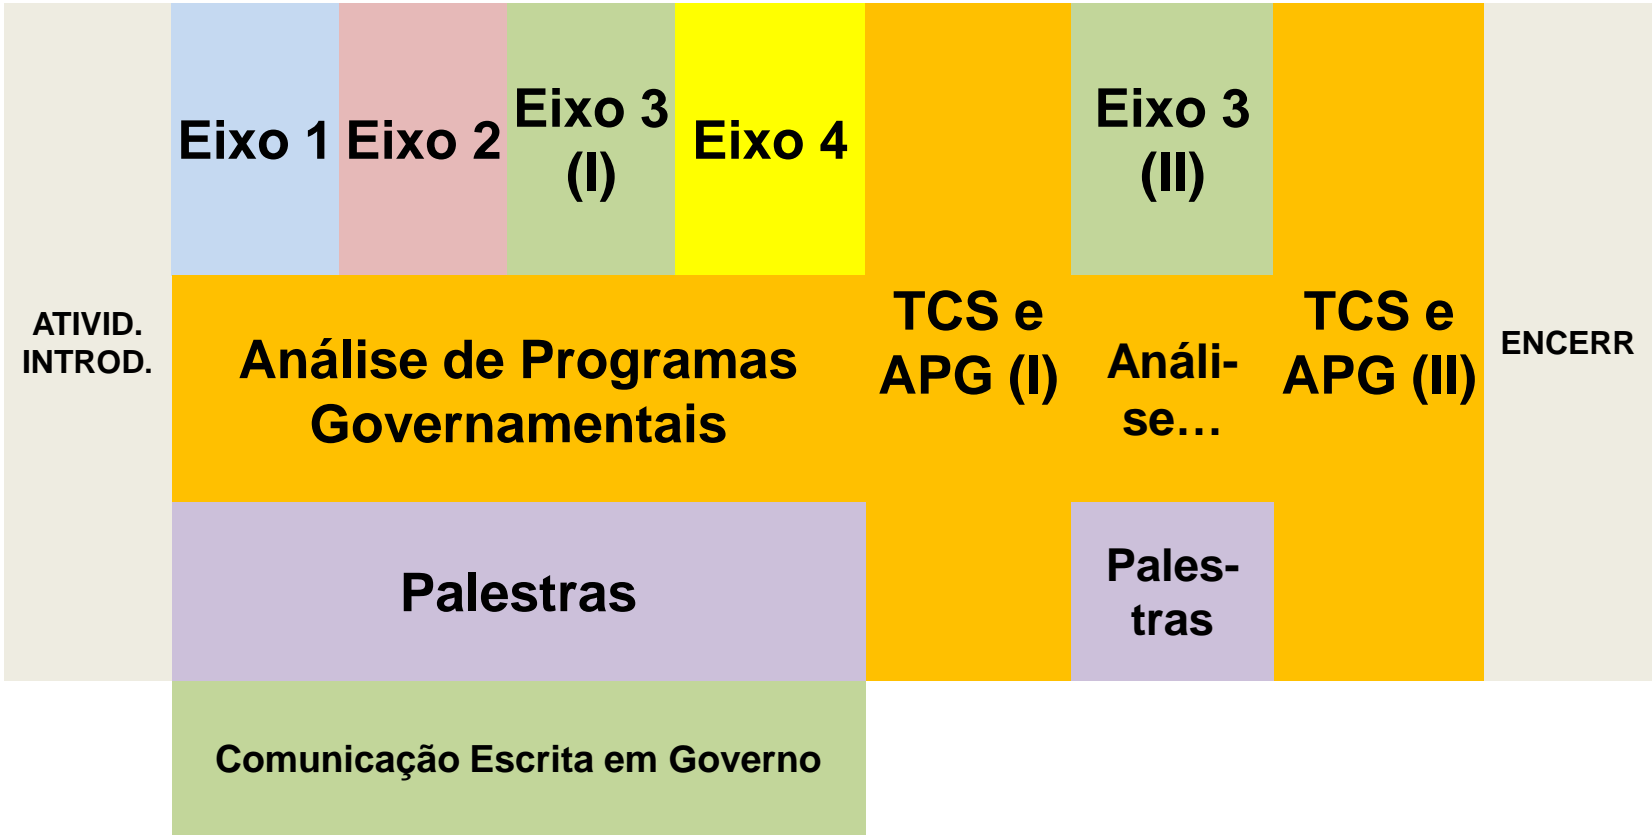 ATIVID.
INTROD.
Eixo 1
Eixo 2
Eixo 3
(I)
Eixo 4
Análise de Programas
Governamentais
Palestras
Comunicação Escrita em Governo
TCS e
APG (I)
Eixo 3
(II)
Análi-
se…
Pales-
tras
TCS e
APG (II)
ENCERR